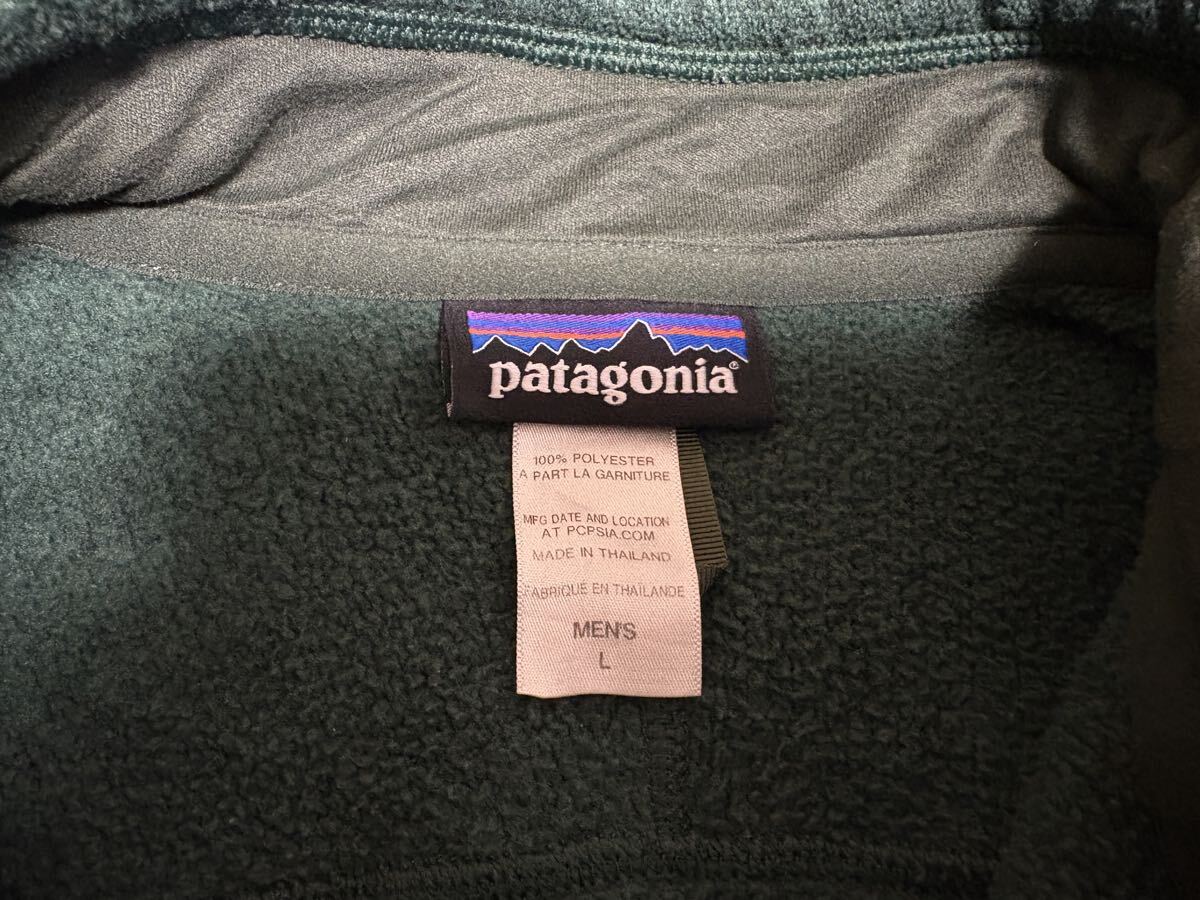 patagonia®
100% POLYESTER
A PART LA GARNITURE
MFG DATE AND LOCATION
AT PCPSIA.COM
MADE IN THAILAND
FABRIQUE EN THAÏLANDE
MEN'S
L